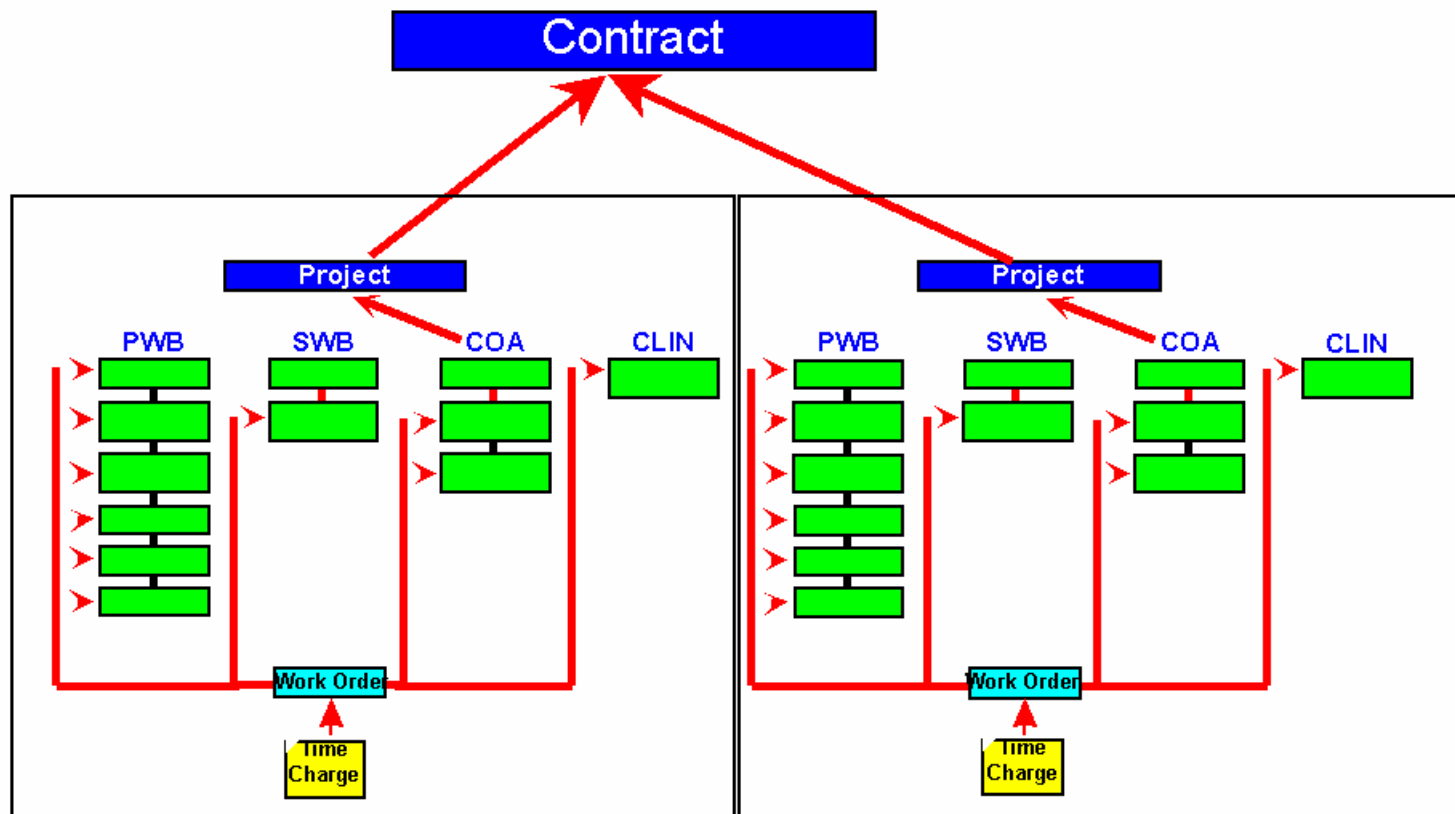 Contract
Project
Project
PWB SWB COA CLIN
PWB SWB COA CLIN
Work Order
Work Order
Time
Charge
Time
Charge